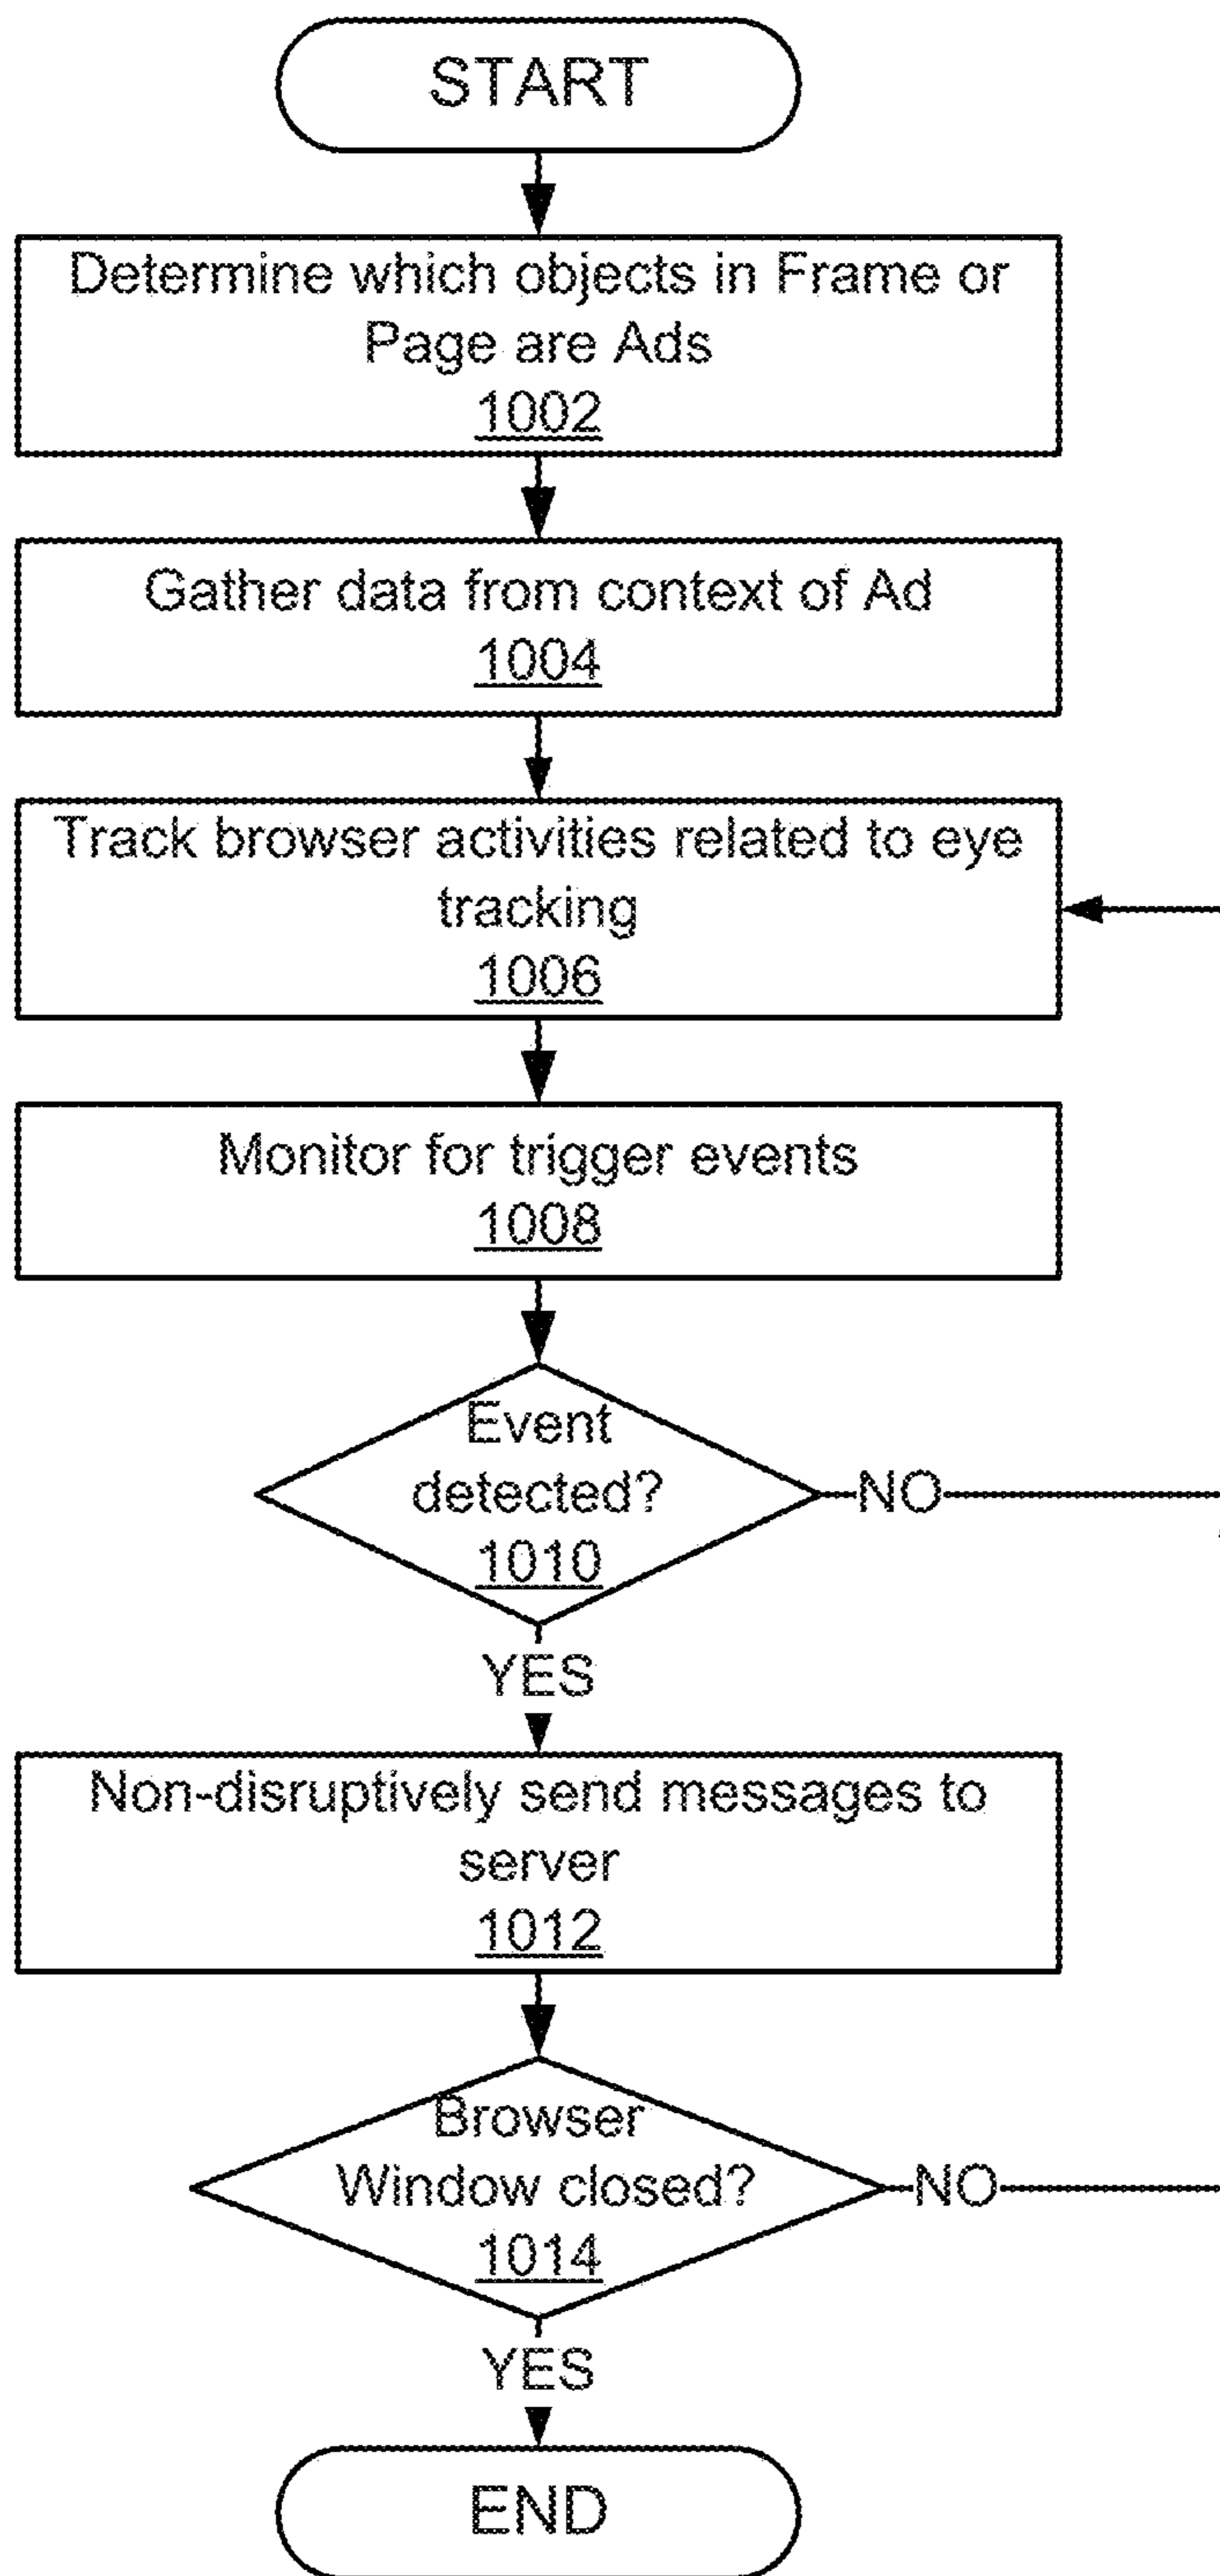 START
Determine which objects in Frame or
Page are Ads
1002
Gather data from context of Ad
1004
Track browser activities related to eye
tracking
1006
Monitor for trigger events
1008
Event
detected?
1010
NO
YES
Non-disruptively send messages to
server
1012
Browser
Window closed?
1014
NO
YES
END